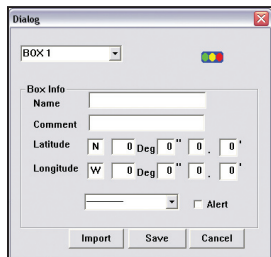 Dialog
BOX 1
Box Info
Name
Comment
Latitude N 0 Deg 0 " 0 . 0 '
Longitude W 0 Deg 0 " 0 . 0 '
Alert
Import Save Cancel